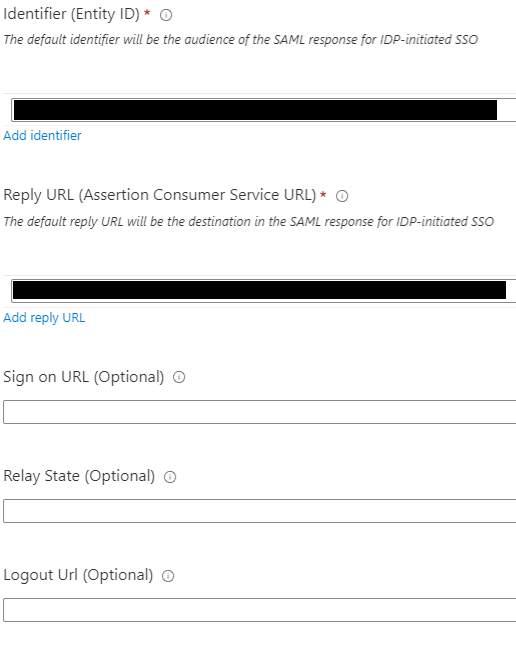 Identifier (Entity ID) *
The default identifier will be the audience of the SAML response for IDP-initiated SSO
Add identifier
Reply URL (Assertion Consumer Service URL) *
The default reply URL will be the destination in the SAML response for IDP-initiated SSO
Add reply URL
Sign on URL (Optional)
Relay State (Optional)
Logout Url (Optional)